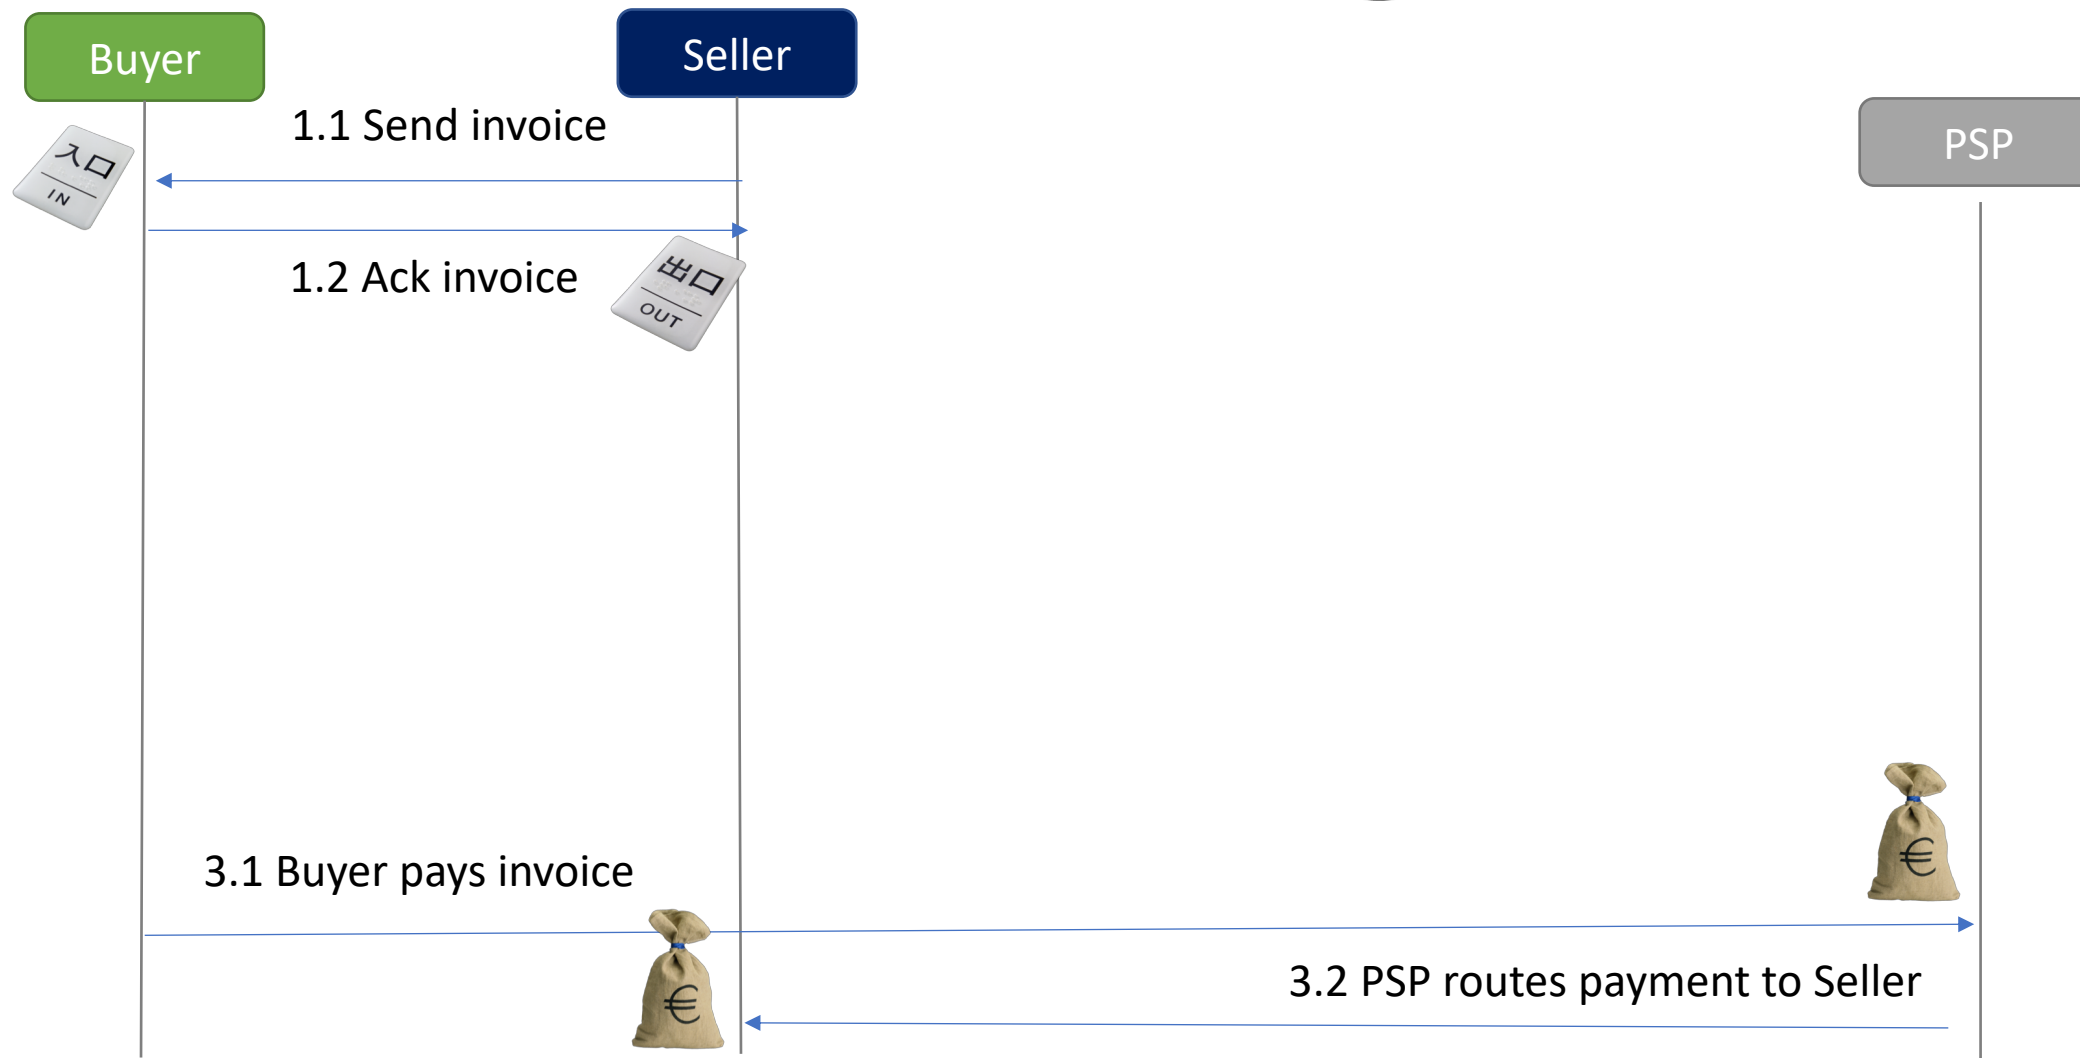 Buyer
Seller
PSP
1.1 Send invoice
入口
IN
1.2 Ack invoice
出口
OUT
3.1 Buyer pays invoice
€
€
3.2 PSP routes payment to Seller